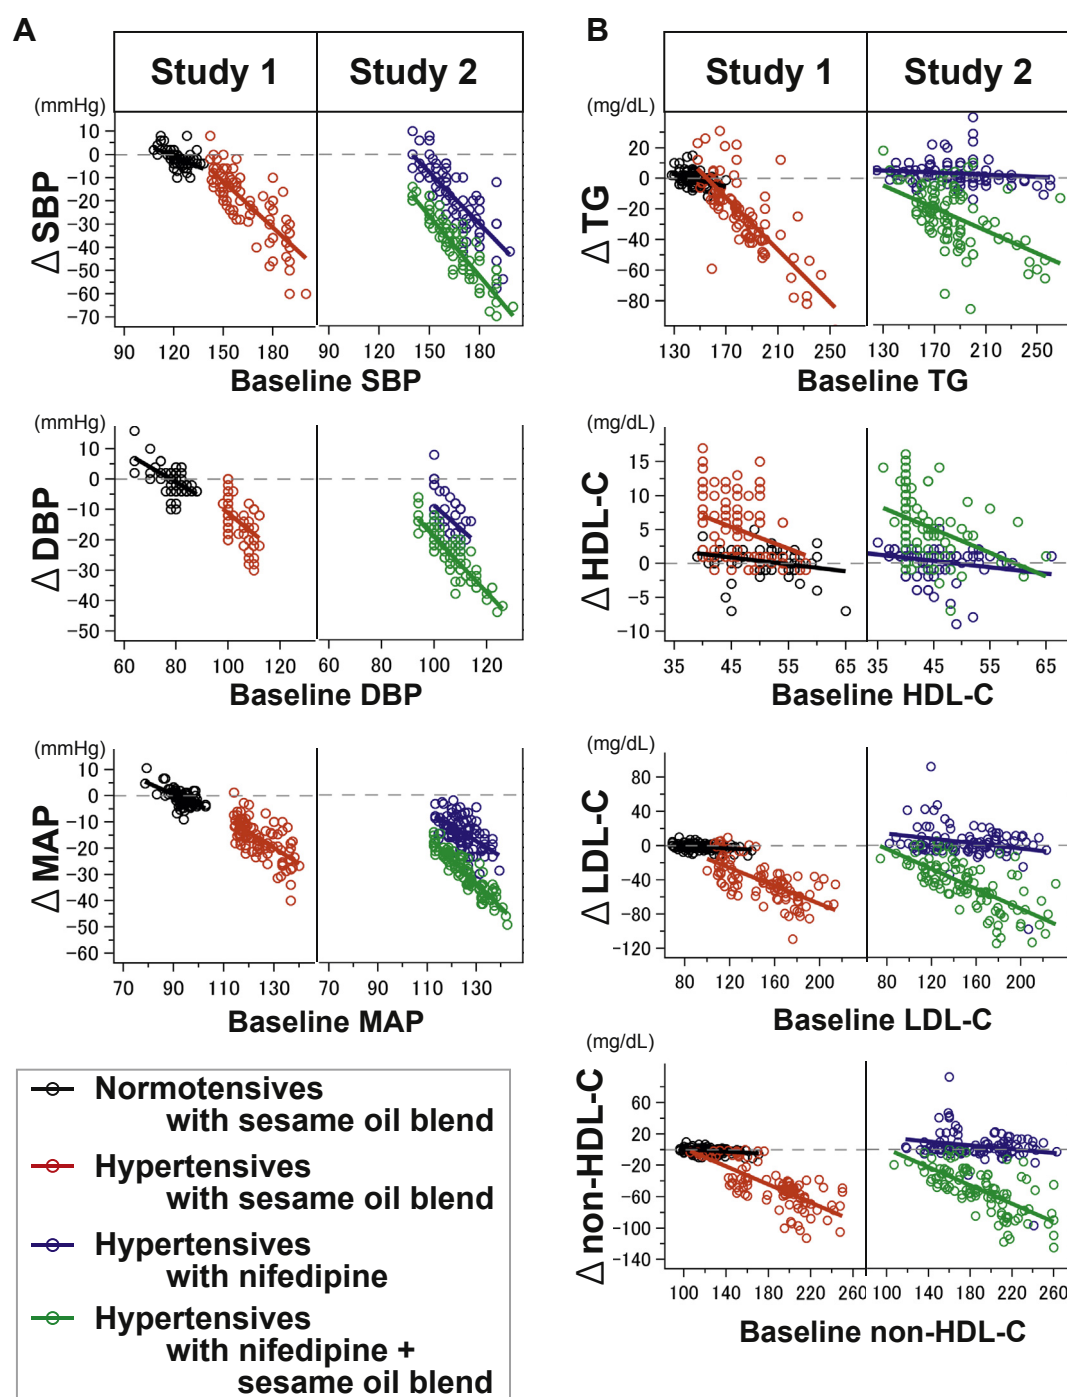 A
Study 1 Study 2
(mmHg)
10
0
-10
-20
-30
-40
-50
-60
-70
Δ SBP
90 120 150 180 90 120 150 180
Baseline SBP
(mmHg)
10
0
-10
-20
-30
-40
-50
Δ DBP
60 80 100 120 60 80 100 120
Baseline DBP
(mmHg)
10
0
-10
-20
-30
-40
-50
-60
Δ MAP
70 90 110 130 70 90 110 130
Baseline MAP
Normotensives
with sesame oil blend
Hypertensives
with sesame oil blend
Hypertensives
with nifedipine
Hypertensives
with nifedipine +
sesame oil blend
B
Study 1 Study 2
(mg/dL)
20
0
-20
-40
-60
-80
Δ TG
130 170 210 250 130 170 210 250
Baseline TG
(mg/dL)
15
10
5
0
-5
-10
Δ HDL-C
35 45 55 65 35 45 55 65
Baseline HDL-C
(mg/dL)
80
40
0
-40
-80
-120
Δ LDL-C
80 120 160 200 80 120 160 200
Baseline LDL-C
(mg/dL)
60
20
-20
-60
-100
-140
Δ non-HDL-C
100 140 180 220 260 100 140 180 220 260
Baseline non-HDL-C